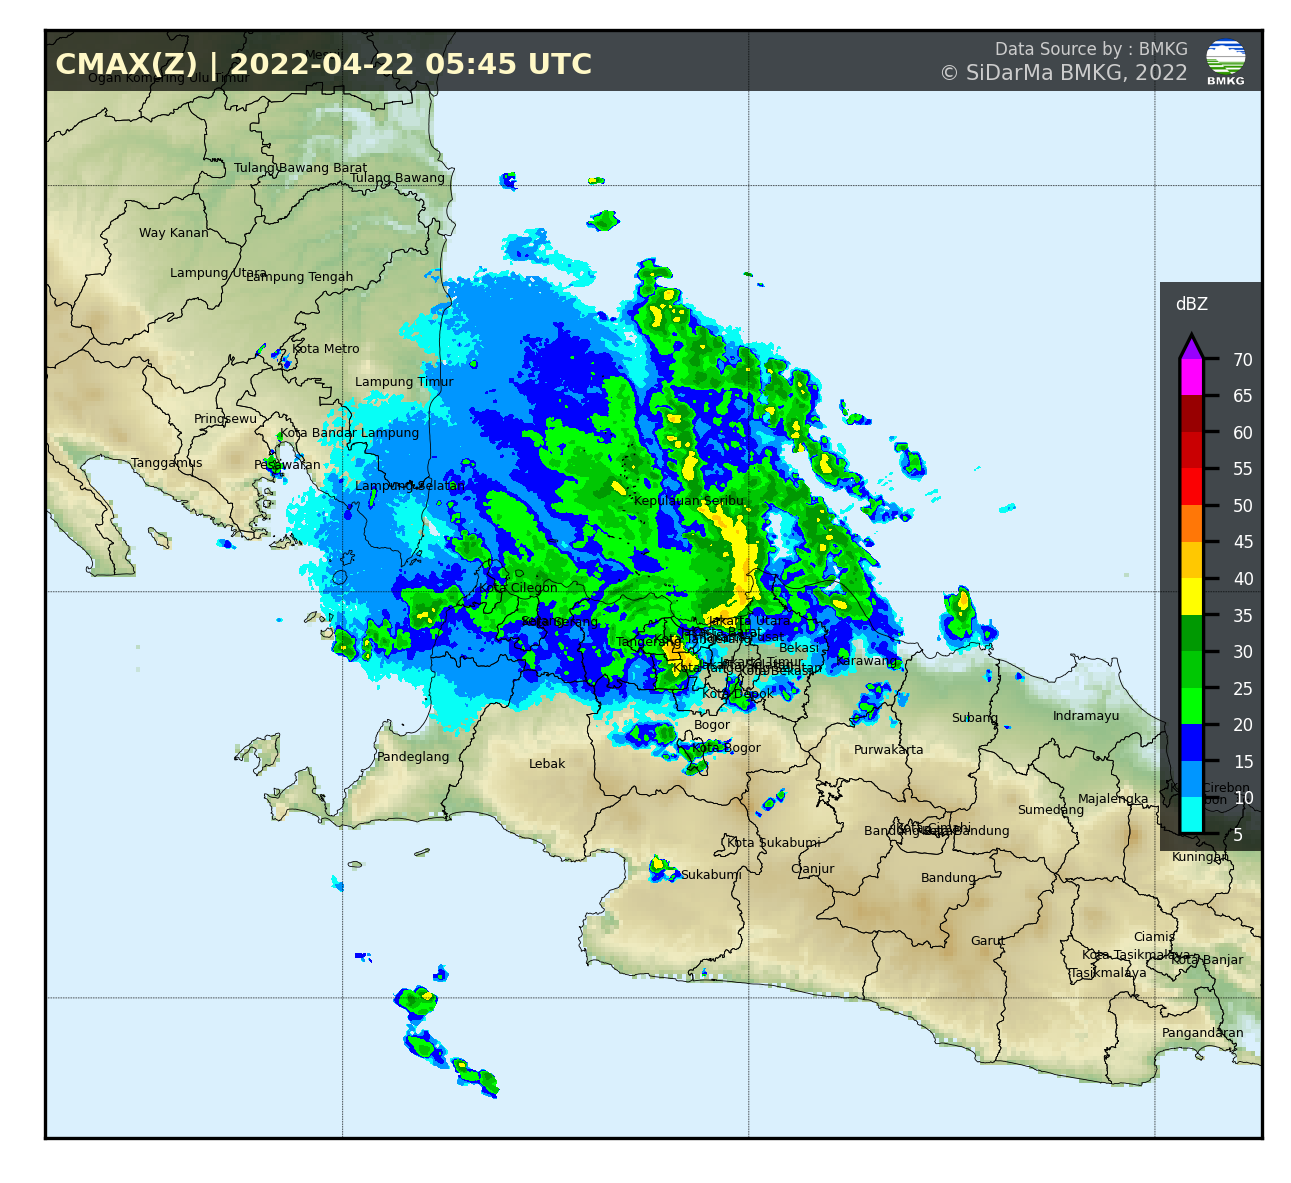 CMAX(Z) | 2022-04-22 05:45 UTC
Data Source by : BMKG
© SiDarMa BMKG, 2022
BMKG
Mesuji
Ogan Komering Ulu Timur
Tulang Bawang Barat
Tulang Bawang
Way Kanan
Lampung Utara
Lampung Tengah
dBZ
Kota Metro
70
Lampung Timur
65
Pringsewu
Kota Bandar Lampung
60
Tanggamus
Pesawaran
55
Lampung Selatan
Kepulauan Seribu
50
45
Kota Cilegon
40
Serang
35
Jakarta Utara
Tangerang
Bekasi
30
Karawang
Kota Tangerang Selatan
Kota Bekasi
25
Kota Depok
Subang
Indramayu
20
Bogor
Kota Bogor
Purwakarta
Pandeglang
Lebak
15
10
Majalengka
Sumedang
5
Kota Cimahi
Kota Sukabumi
Kuningan
Sukabumi
Cianjur
Bandung
Garut
Ciamis
Kota Tasikmalaya
Kota Banjar
Tasikmalaya
Pangandaran